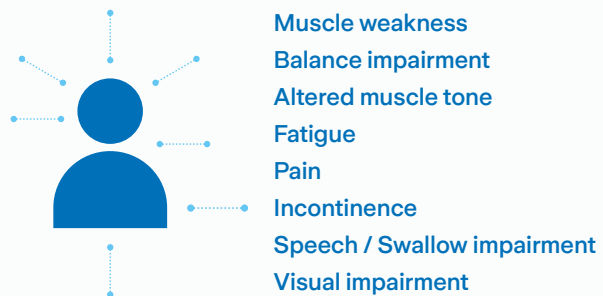 Muscle weakness
Balance impairment
Altered muscle tone
Fatigue
Pain
Incontinence
Speech / Swallow impairment
Visual impairment